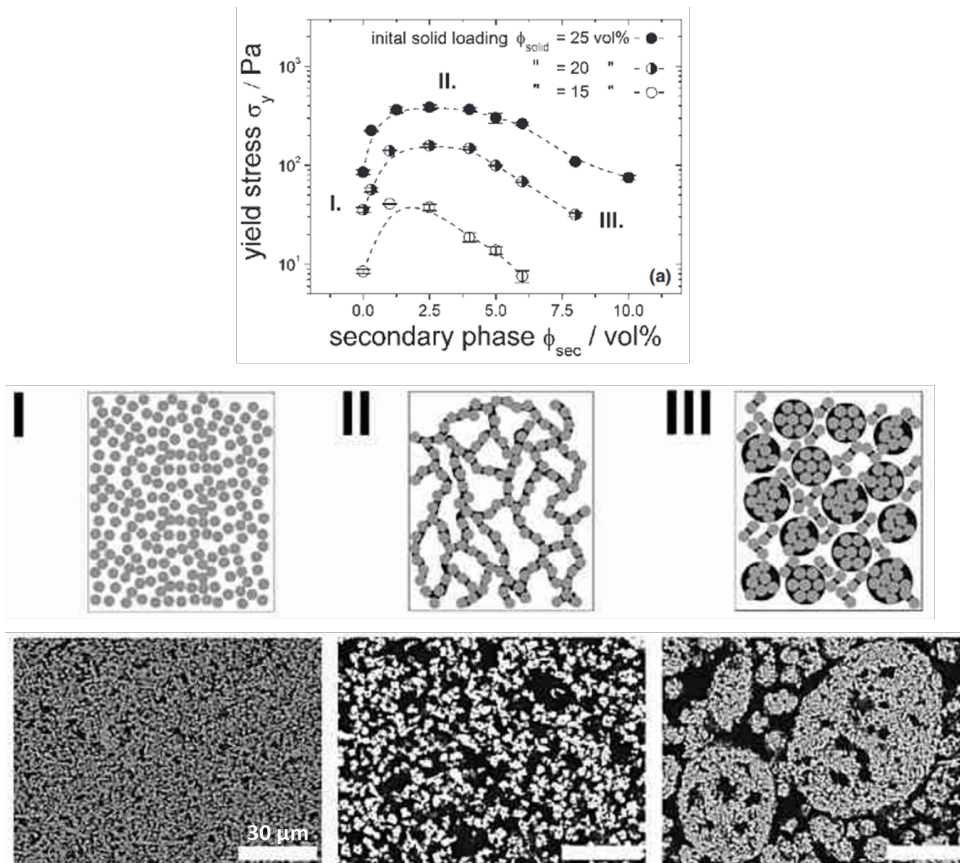 inital solid loading ϕsolid = 25 vol%
" = 20 "
" = 15 "
yield stress σy / Pa
10³
10²
10¹
I.
II.
III.
(a)
0.0 2.5 5.0 7.5 10.0
secondary phase ϕsec / vol%
I II III
30 µm